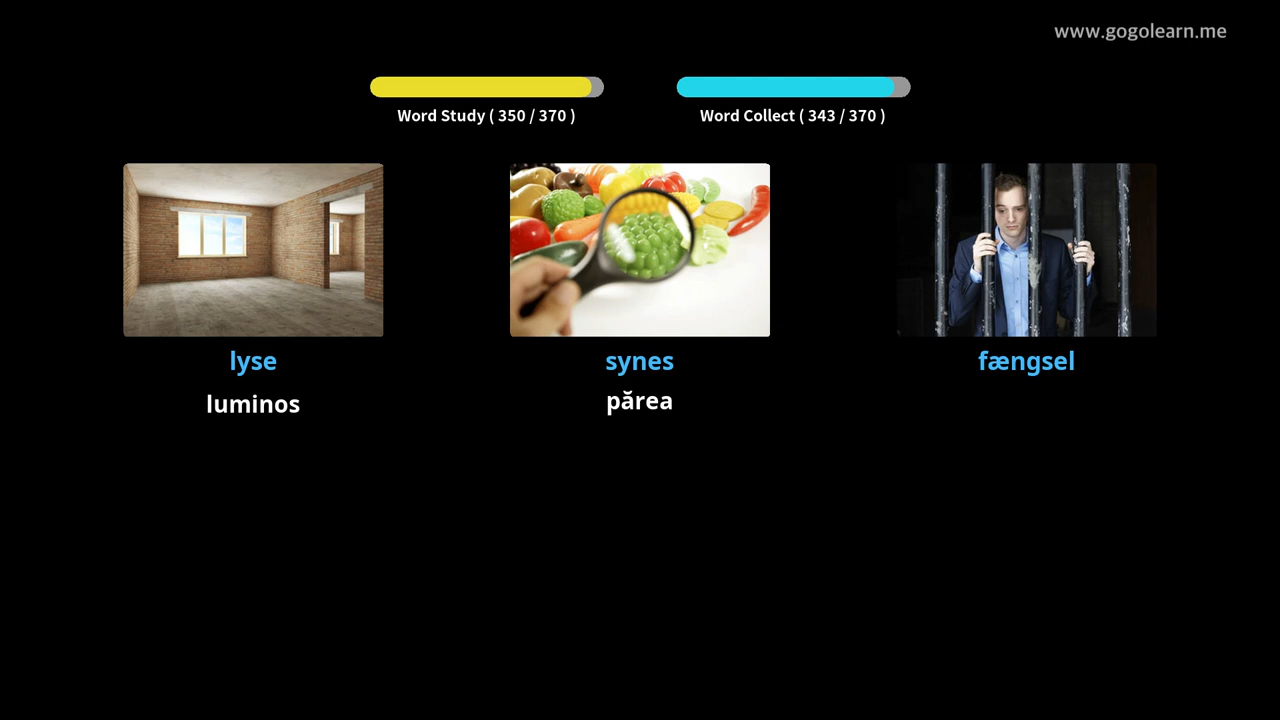 www.gogolearn.me
Word Study ( 350 / 370 )
Word Collect ( 343 / 370 )
lyse
synes
fængsel
luminos
părea